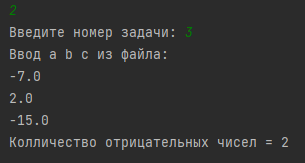 2
Введите номер задачи: 3
Ввод a b c из файла:
-7.0
2.0
-15.0
Колличество отрицательных чисел = 2